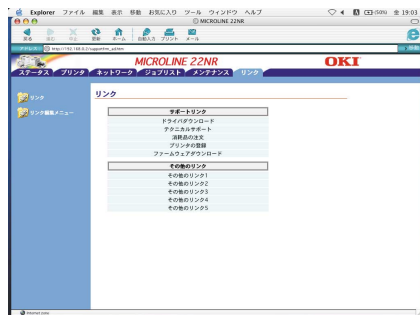 Explorer ファイル 編集 表示 移動 お気に入り ツール ウィンドウ ヘルプ (50%) 金 19:03
MICROLINE 22NR
戻る 進む 中止 更新 ホーム 自動入力 プリント メール
MICROLINE 22NR OKI
ステータス プリンタ ネットワーク ジョブリスト メンテナンス リンク
リンク
リンク編集メニュー
リンク
サポートリンク
ドライバダウンロード
テクニカルサポート
消耗品の注文
プリンタの登録
ファームウェアダウンロード
その他のリンク
その他のリンク1
その他のリンク2
その他のリンク3
その他のリンク4
その他のリンク5